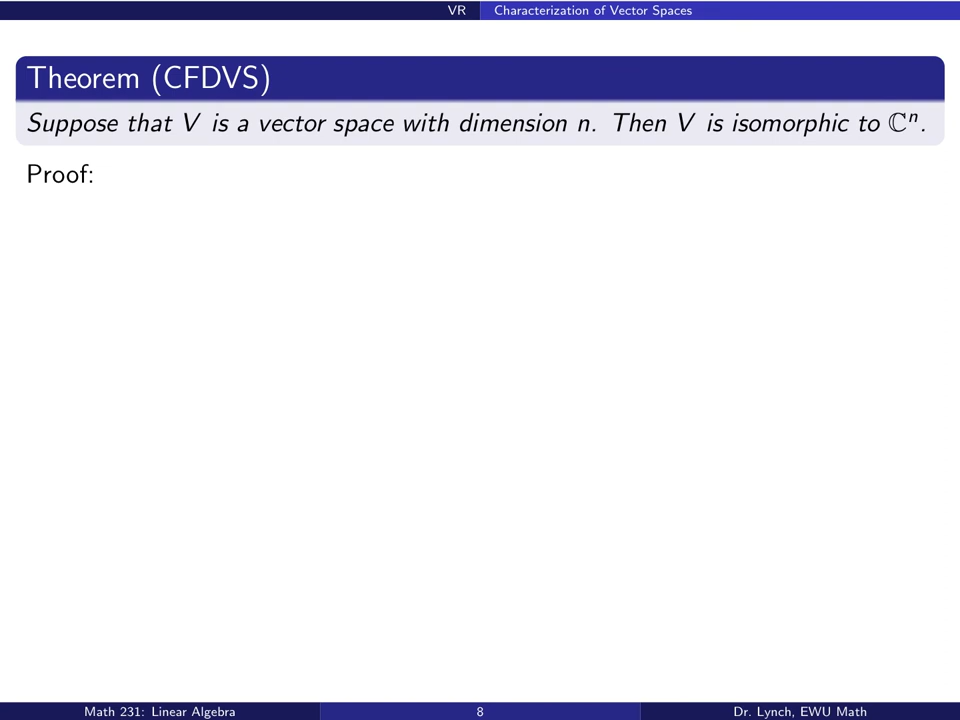 VR Characterization of Vector Spaces
Theorem (CFDVS)
Suppose that V is a vector space with dimension n. Then V is isomorphic to ℂⁿ.
Proof:
Math 231: Linear Algebra 8 Dr. Lynch, EWU Math